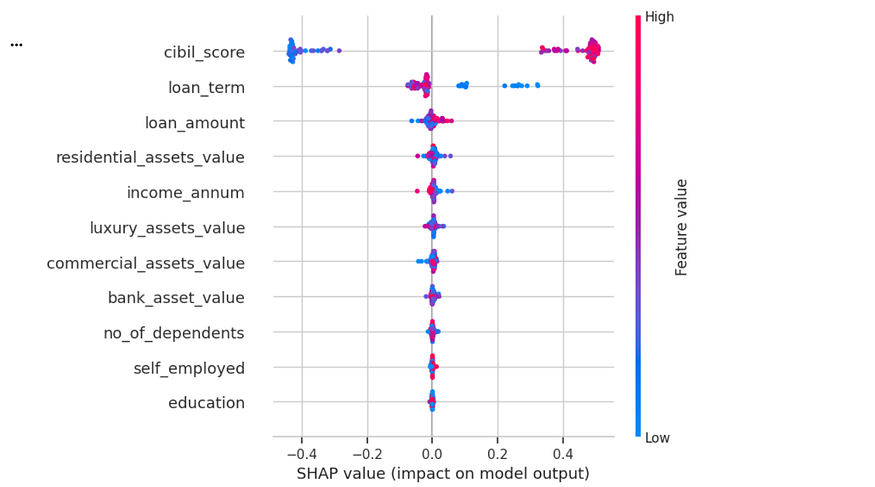 ...
High
cibil_score
loan_term
loan_amount
residential_assets_value
income_annum
luxury_assets_value
commercial_assets_value
bank_asset_value
no_of_dependents
self_employed
education
Feature value
Low
−0.4 −0.2 0.0 0.2 0.4
SHAP value (impact on model output)